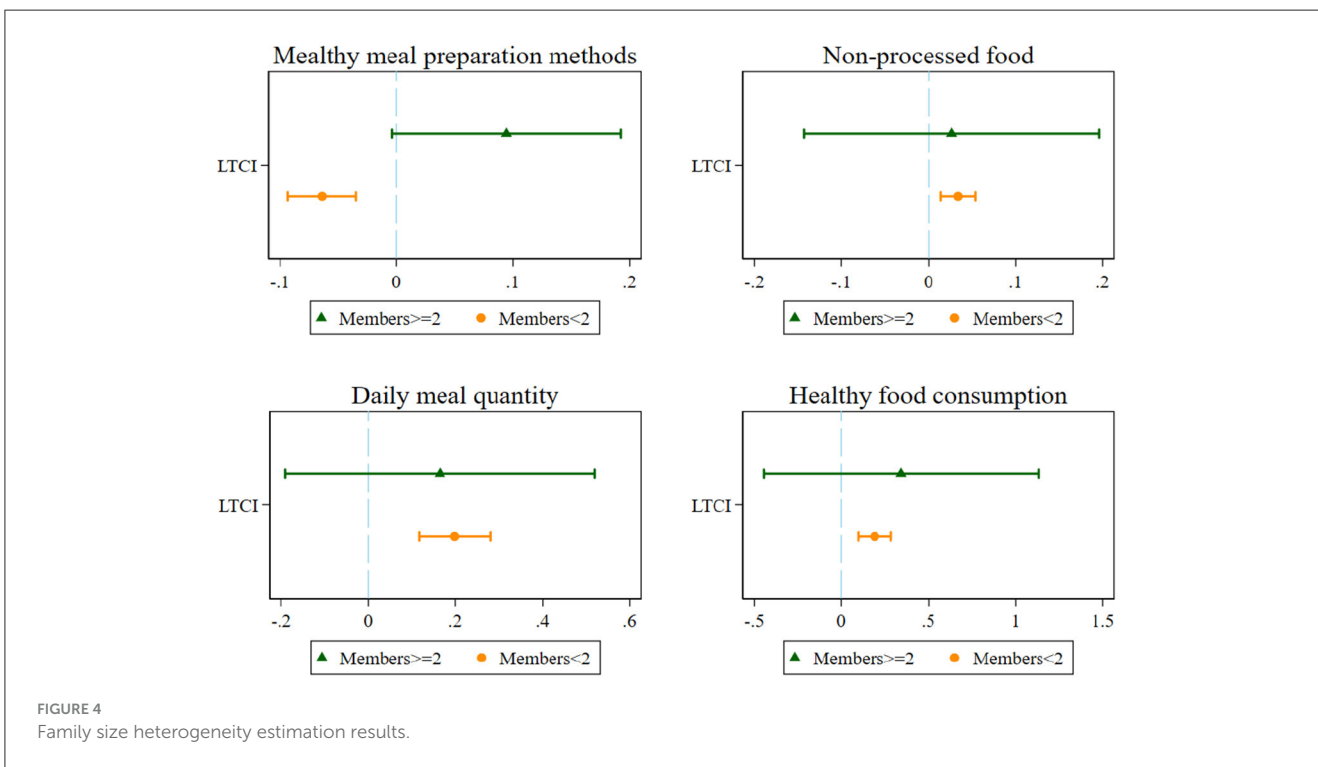 Mealthy meal preparation methods
LTCI
-.1 0 .1 .2
Members>=2 Members<2
Non-processed food
-.2 -.1 0 .1 .2
Members>=2 Members<2
Daily meal quantity
LTCI
-.2 0 .2 .4 .6
Members>=2 Members<2
Healthy food consumption
LTCI
-.5 0 .5 1 1.5
Members>=2 Members<2
FIGURE 4
Family size heterogeneity estimation results.